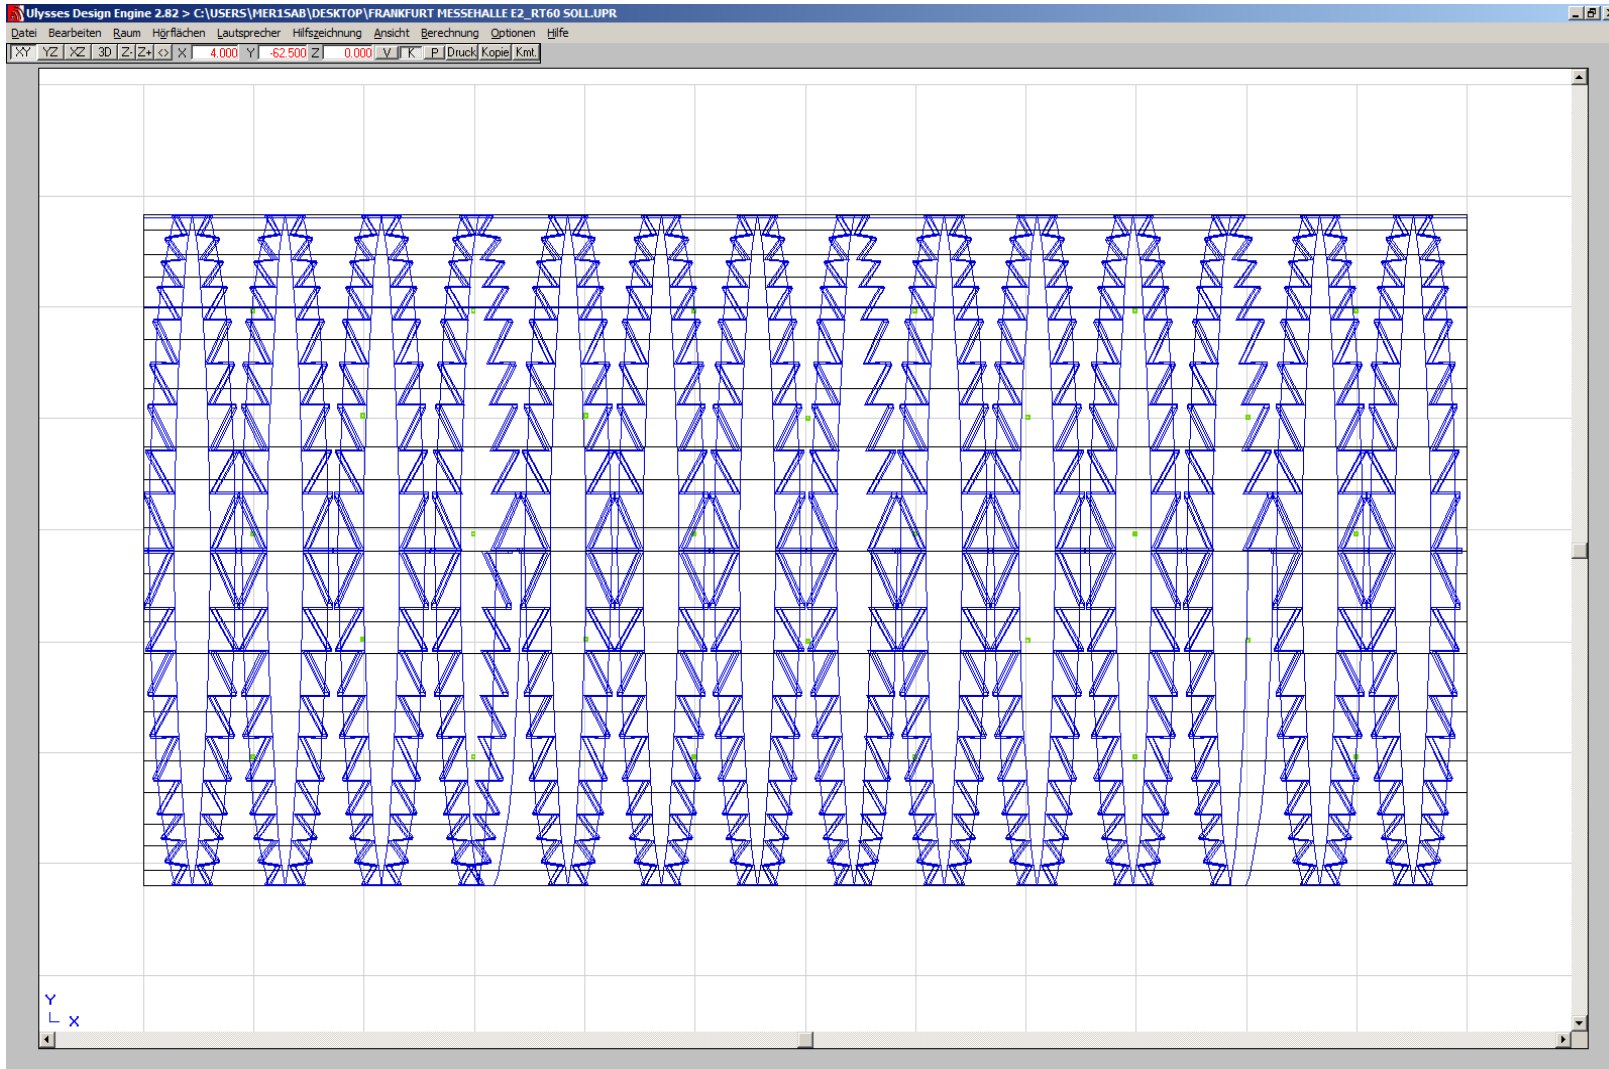 Ulysses Design Engine 2.82 > C:\USERS\MER1SAB\DESKTOP\FRANKFURT MESSEHALLE E2_RT60 SOLL.UPR
Datei Bearbeiten Raum Hörflächen Lautsprecher Hilfszeichnung Ansicht Berechnung Optionen Hilfe
XY YZ XZ 3D Z- Z+ <> X 4.000 Y -62.500 Z 0.000 V K P Druck Kopie Kmt.
Y
X